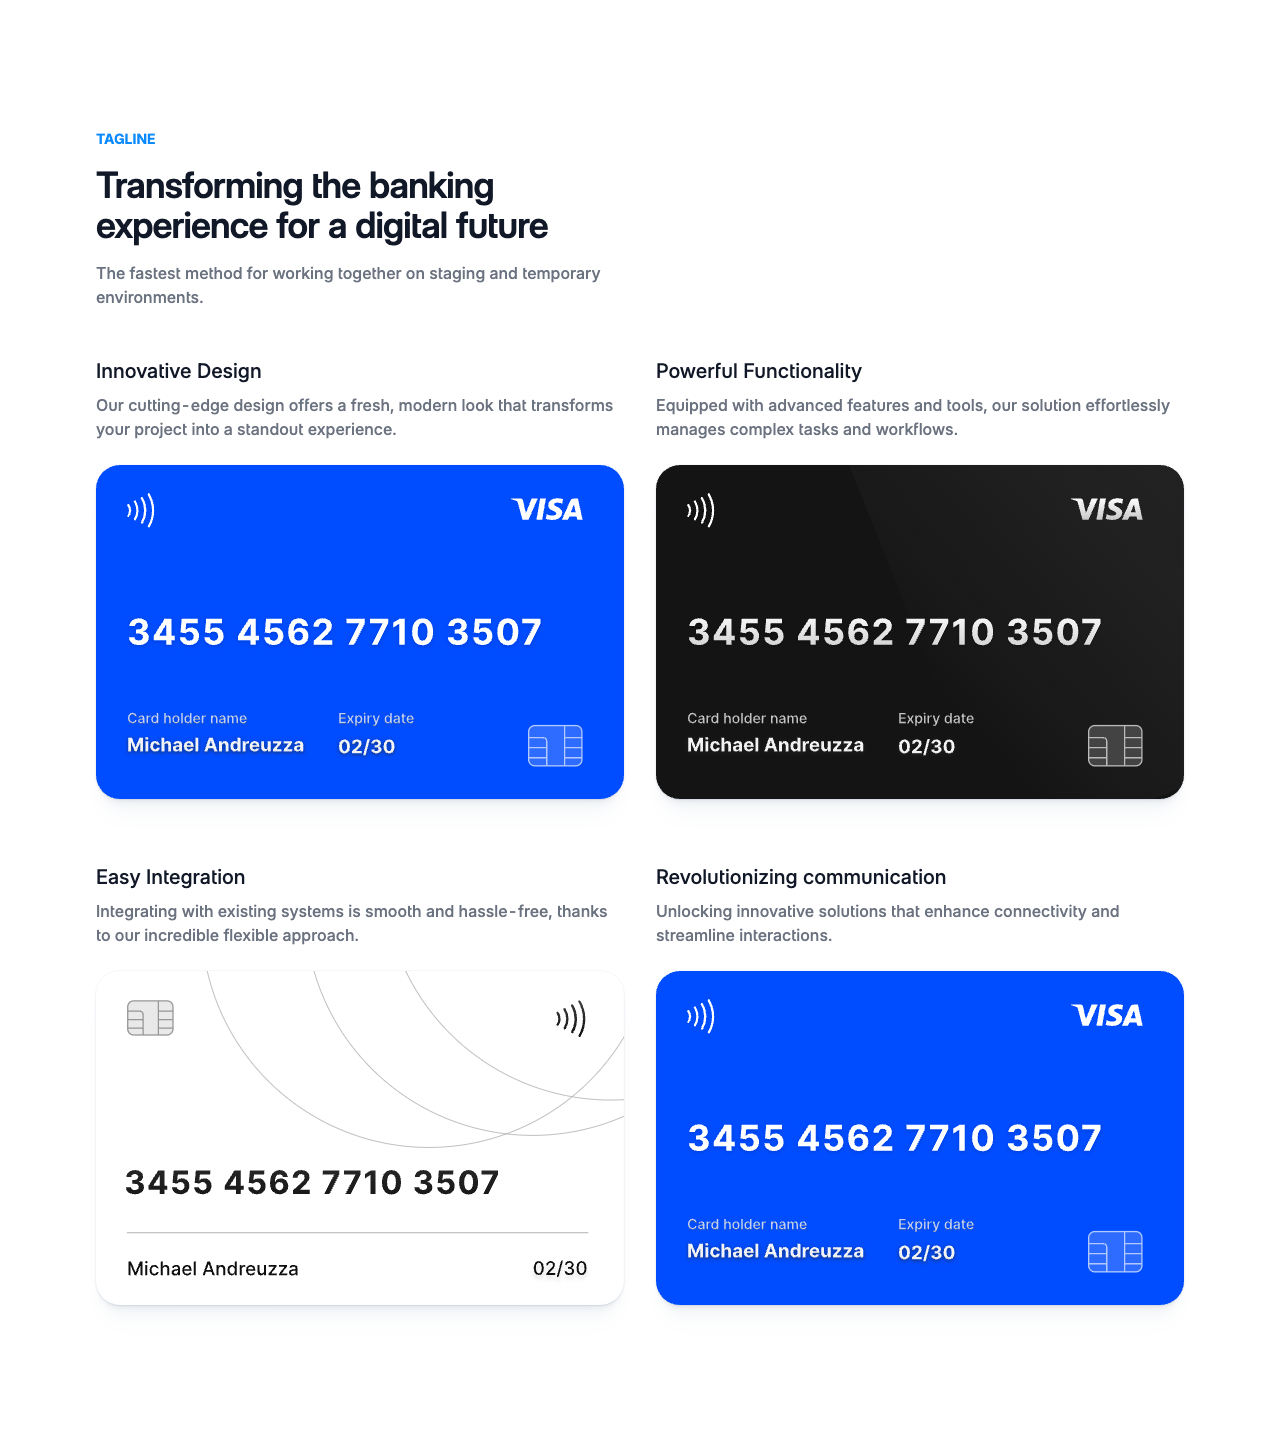 TAGLINE
Transforming the banking
experience for a digital future
The fastest method for working together on staging and temporary
environments.
Innovative Design
Our cutting-edge design offers a fresh, modern look that transforms
your project into a standout experience.
VISA
3455 4562 7710 3507
Card holder name Expiry date
Michael Andreuzza 02/30
Powerful Functionality
Equipped with advanced features and tools, our solution effortlessly
manages complex tasks and workflows.
VISA
3455 4562 7710 3507
Card holder name Expiry date
Michael Andreuzza 02/30
Easy Integration
Integrating with existing systems is smooth and hassle-free, thanks
to our incredible flexible approach.
3455 4562 7710 3507
Michael Andreuzza 02/30
Revolutionizing communication
Unlocking innovative solutions that enhance connectivity and
streamline interactions.
VISA
3455 4562 7710 3507
Card holder name Expiry date
Michael Andreuzza 02/30